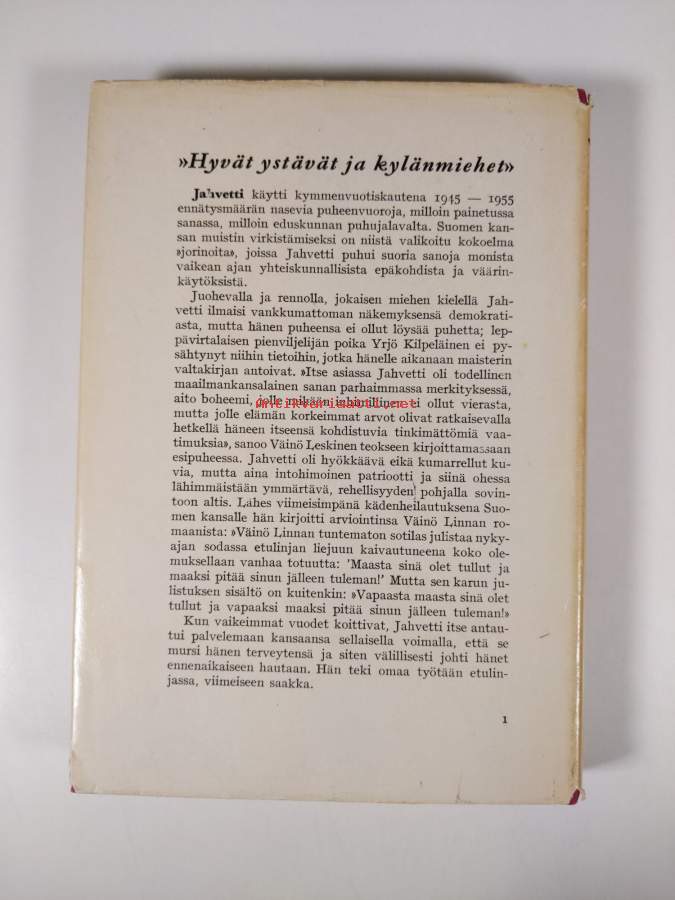 »Hyvät ystävät ja kylänmiehet»
Jahvetti käytti kymmenvuotiskautena 1945 — 1955
ennätysmäärän nasevia puheenvuoroja, milloin painetussa
sanassa, milloin eduskunnan puhujalavalta. Suomen kan-
san muistin virkistämiseksi on niistä valikoitu kokoelma
»jorinoita», joissa Jahvetti puhui suoria sanoja monista
vaikean ajan yhteiskunnallisista epäkohdista ja väärin-
käytöksistä.
Juohevalla ja rennolla, jokaisen miehen kielellä Jah-
vetti ilmaisi vankkumattoman näkemyksensä demokrati-
asta, mutta hänen puheensa ei ollut löysää puhetta; lep-
pävirtalaisen pienviljelijän poika Yrjö Kilpeläinen ei py-
sähtynyt niihin tietoihin, jotka hänelle aikanaan maisterin
valtakirjan antoivat. »Itse asiassa Jahvetti oli todellinen
maailmankansalainen sanan parhaimmassa merkityksessä,
aito boheemi, jolle mikään inhimillinen ei ollut vierasta,
antikvariaatti.net
mutta jolle elämän korkeimmat arvot olivat ratkaisevalla
hetkellä häneen itseensä kohdistuvia tinkimättömiä vaa-
timuksia», sanoo Väinö Leskinen teokseen kirjoittamassaan
esipuheessa. Jahvetti oli hyökkäävä eikä kumarrellut ku-
via, mutta aina intohimoinen patriootti ja siinä ohessa
lähimmäistään ymmärtävä, rehellisyyden pohjalla sovin-
toon altis. Lähes viimeisimpänä kädenheilautuksena Suo-
men kansalle hän kirjoitti arviointinsa Väinö Linnan ro-
maanista: »Väinö Linnan tuntematon sotilas julistaa nyky-
ajan sodassa etulinjan liejuun kaivautuneena koko ole-
muksellaan vanhaa totuutta: 'Maasta sinä olet tullut ja
maaksi pitää sinun jälleen tuleman!' Mutta sen karun ju-
listuksen sisältö on kuitenkin: »Vapaasta maasta sinä olet
tullut ja vapaaksi maaksi pitää sinun jälleen tuleman!»
Kun vaikeimmat vuodet koittivat, Jahvetti itse antau-
tui palvelemaan kansaansa sellaisella voimalla, että se
mursi hänen terveytensä ja siten välillisesti johti hänet
ennenaikaiseen hautaan. Hän teki omaa työtään etulin-
jassa, viimeiseen saakka.
1